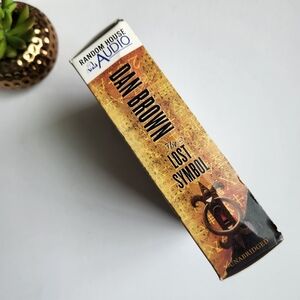 RANDOM HOUSE
AUDIO
DAN BROWN
The
LOST
SYMBOL
UNABRIDGED